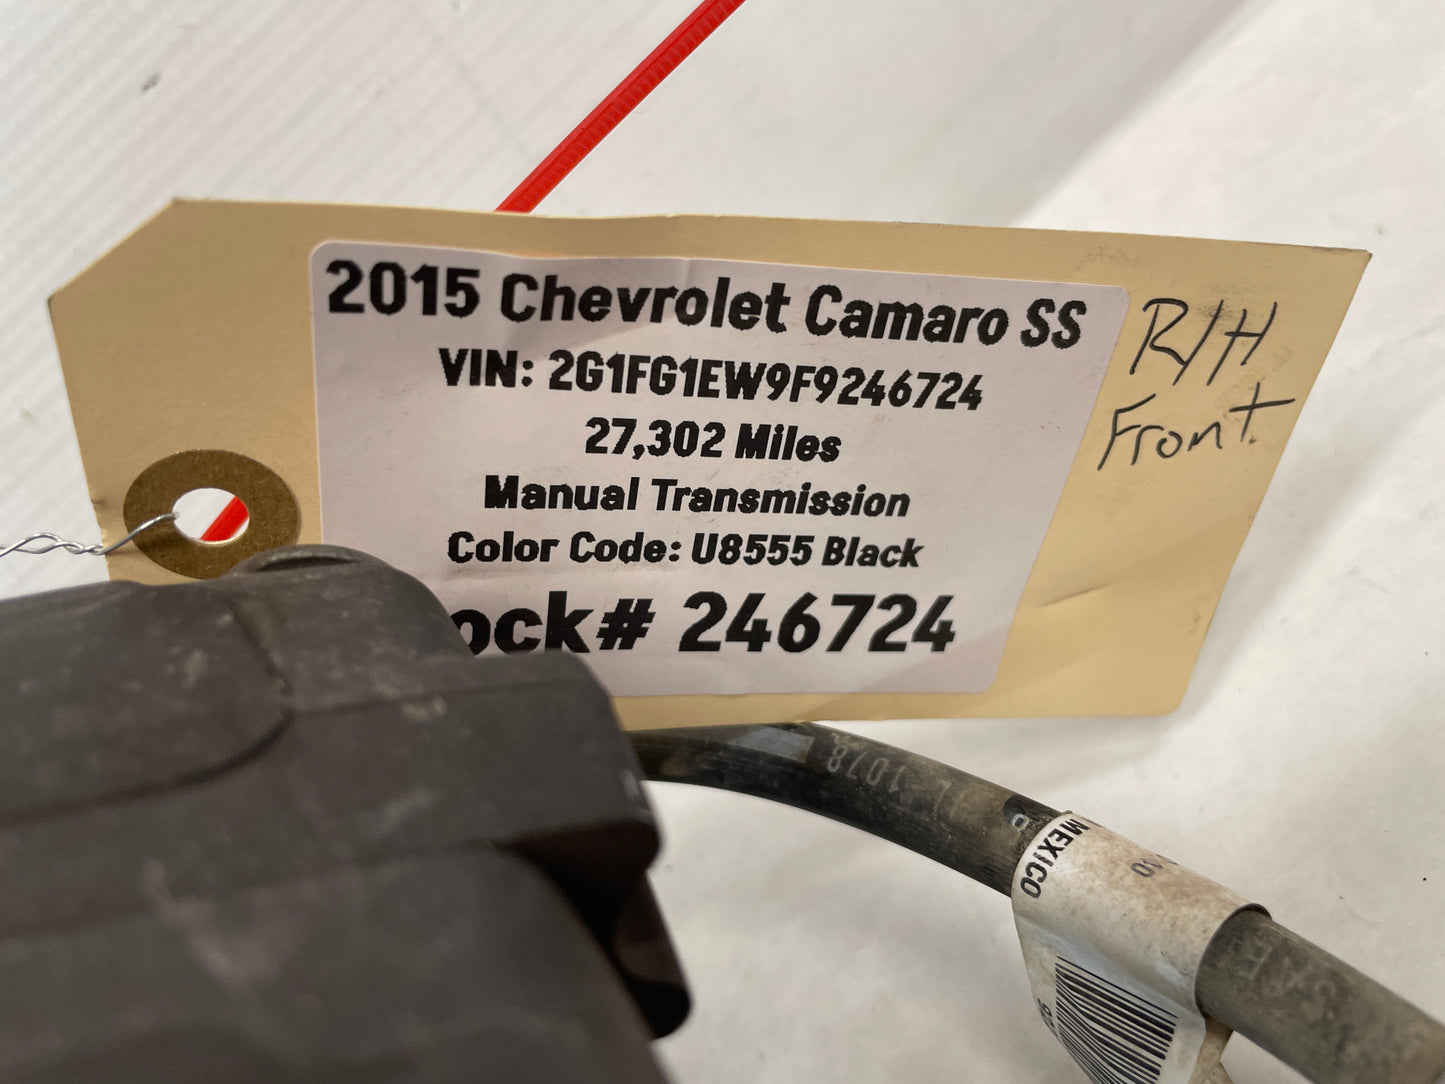 2015 Chevrolet Camaro SS
VIN: 2G1FG1EW9F9246724
27,302 Miles
Manual Transmission
Color Code: U8555 Black
ock# 246724
R/H
Front
1078
MEXICO